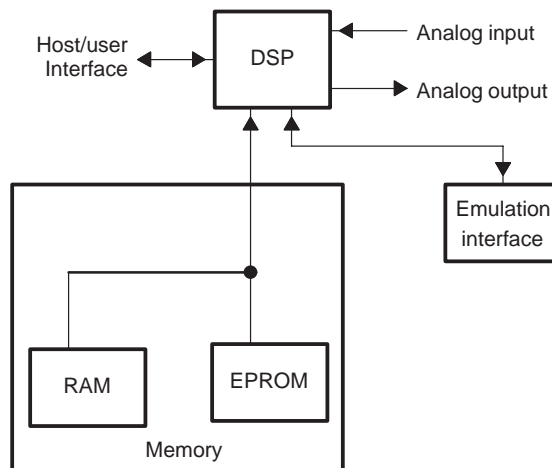 Host/user
Interface
DSP
Analog input
Analog output
Emulation
interface
RAM
EPROM
Memory